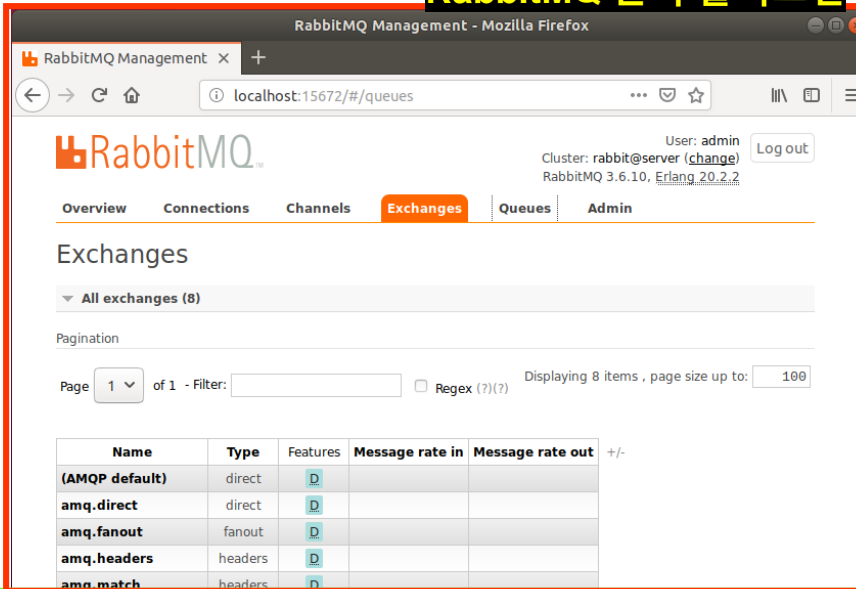 RabbitMQ
RabbitMQ Management - Mozilla Firefox
RabbitMQ Management
localhost:15672/#/queues
RabbitMQ
User: admin
Cluster: rabbit@server (change)
RabbitMQ 3.6.10, Erlang 20.2.2
Log out
Overview Connections Channels Exchanges Queues Admin
Exchanges
All exchanges (8)
Pagination
Page 1 of 1 - Filter: Regex (?)(?) Displaying 8 items , page size up to: 100
Name Type Features Message rate in Message rate out +/-
(AMQP default) direct D
amq.direct direct D
amq.fanout fanout D
amq.headers headers D
amq.match headers D